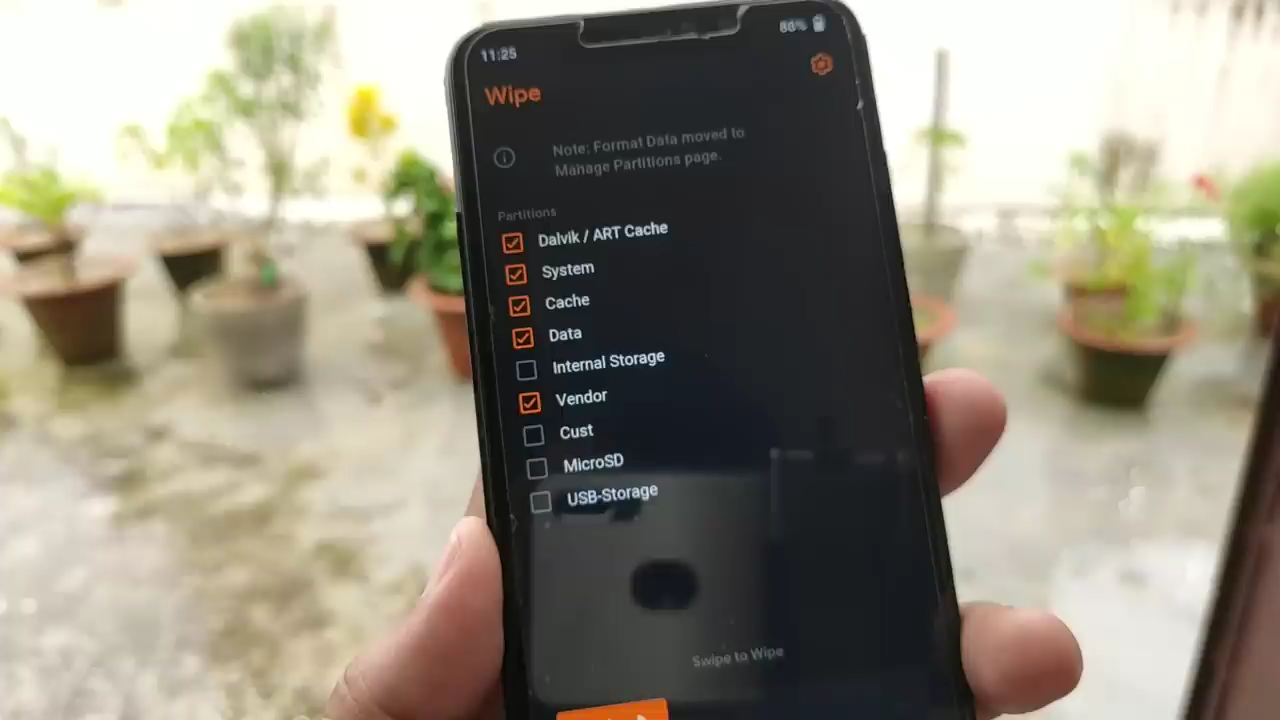 11:25
86%
Wipe
Note: Format Data moved to
Manage Partitions page.
Partitions
Dalvik / ART Cache
System
Cache
Data
Internal Storage
Vendor
Cust
MicroSD
USB-Storage
Swipe to Wipe